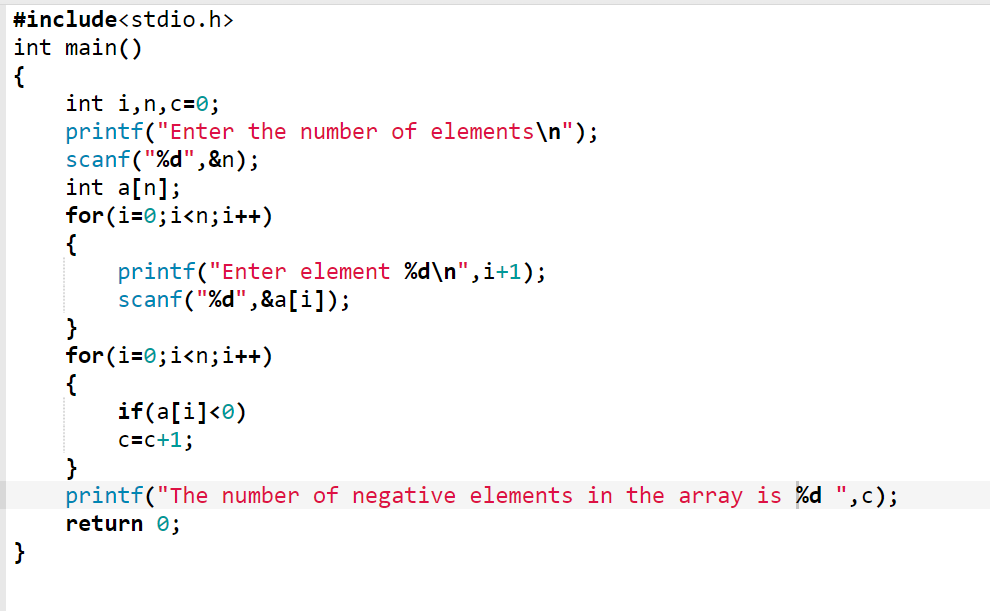 #include<stdio.h>
int main()
{
    int i,n,c=0;
    printf("Enter the number of elements\n");
    scanf("%d",&n);
    int a[n];
    for(i=0;i<n;i++)
    {
        printf("Enter element %d\n",i+1);
        scanf("%d",&a[i]);
    }
    for(i=0;i<n;i++)
    {
        if(a[i]<0)
        c=c+1;
    }
    printf("The number of negative elements in the array is %d ",c);
    return 0;
}